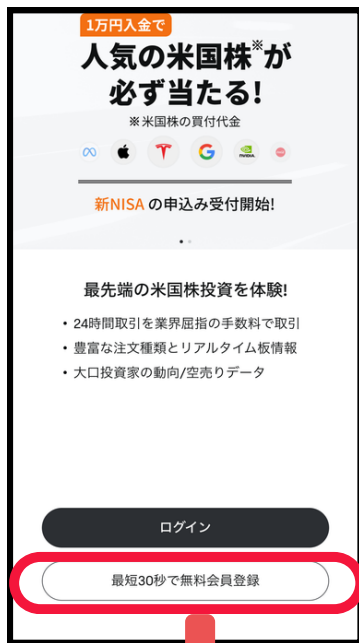 1万円入金で
人気の米国株※が
必ず当たる!
※米国株の買付代金
NVIDIA
新NISAの申込み受付開始!
最先端の米国株投資を体験!
• 24時間取引を業界屈指の手数料で取引
• 豊富な注文種類とリアルタイム板情報
• 大口投資家の動向/空売りデータ
ログイン
最短30秒で無料会員登録